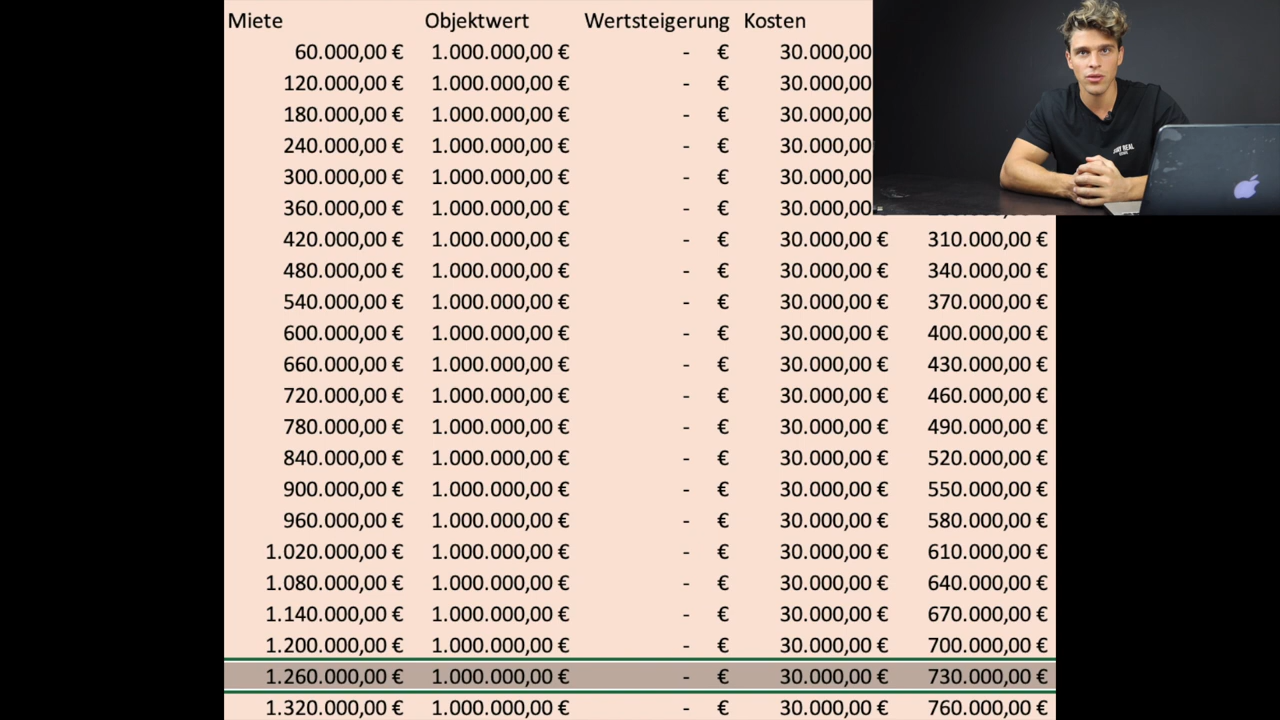 Miete Objektwert Wertsteigerung Kosten
60.000,00 € 1.000.000,00 € - € 30.000,00
120.000,00 € 1.000.000,00 € - € 30.000,00
180.000,00 € 1.000.000,00 € - € 30.000,00
240.000,00 € 1.000.000,00 € - € 30.000,00
300.000,00 € 1.000.000,00 € - € 30.000,00
360.000,00 € 1.000.000,00 € - € 30.000,00
420.000,00 € 1.000.000,00 € - € 30.000,00 € 310.000,00 €
480.000,00 € 1.000.000,00 € - € 30.000,00 € 340.000,00 €
540.000,00 € 1.000.000,00 € - € 30.000,00 € 370.000,00 €
600.000,00 € 1.000.000,00 € - € 30.000,00 € 400.000,00 €
660.000,00 € 1.000.000,00 € - € 30.000,00 € 430.000,00 €
720.000,00 € 1.000.000,00 € - € 30.000,00 € 460.000,00 €
780.000,00 € 1.000.000,00 € - € 30.000,00 € 490.000,00 €
840.000,00 € 1.000.000,00 € - € 30.000,00 € 520.000,00 €
900.000,00 € 1.000.000,00 € - € 30.000,00 € 550.000,00 €
960.000,00 € 1.000.000,00 € - € 30.000,00 € 580.000,00 €
1.020.000,00 € 1.000.000,00 € - € 30.000,00 € 610.000,00 €
1.080.000,00 € 1.000.000,00 € - € 30.000,00 € 640.000,00 €
1.140.000,00 € 1.000.000,00 € - € 30.000,00 € 670.000,00 €
1.200.000,00 € 1.000.000,00 € - € 30.000,00 € 700.000,00 €
1.260.000,00 € 1.000.000,00 € - € 30.000,00 € 730.000,00 €
1.320.000,00 € 1.000.000,00 € - € 30.000,00 € 760.000,00 €